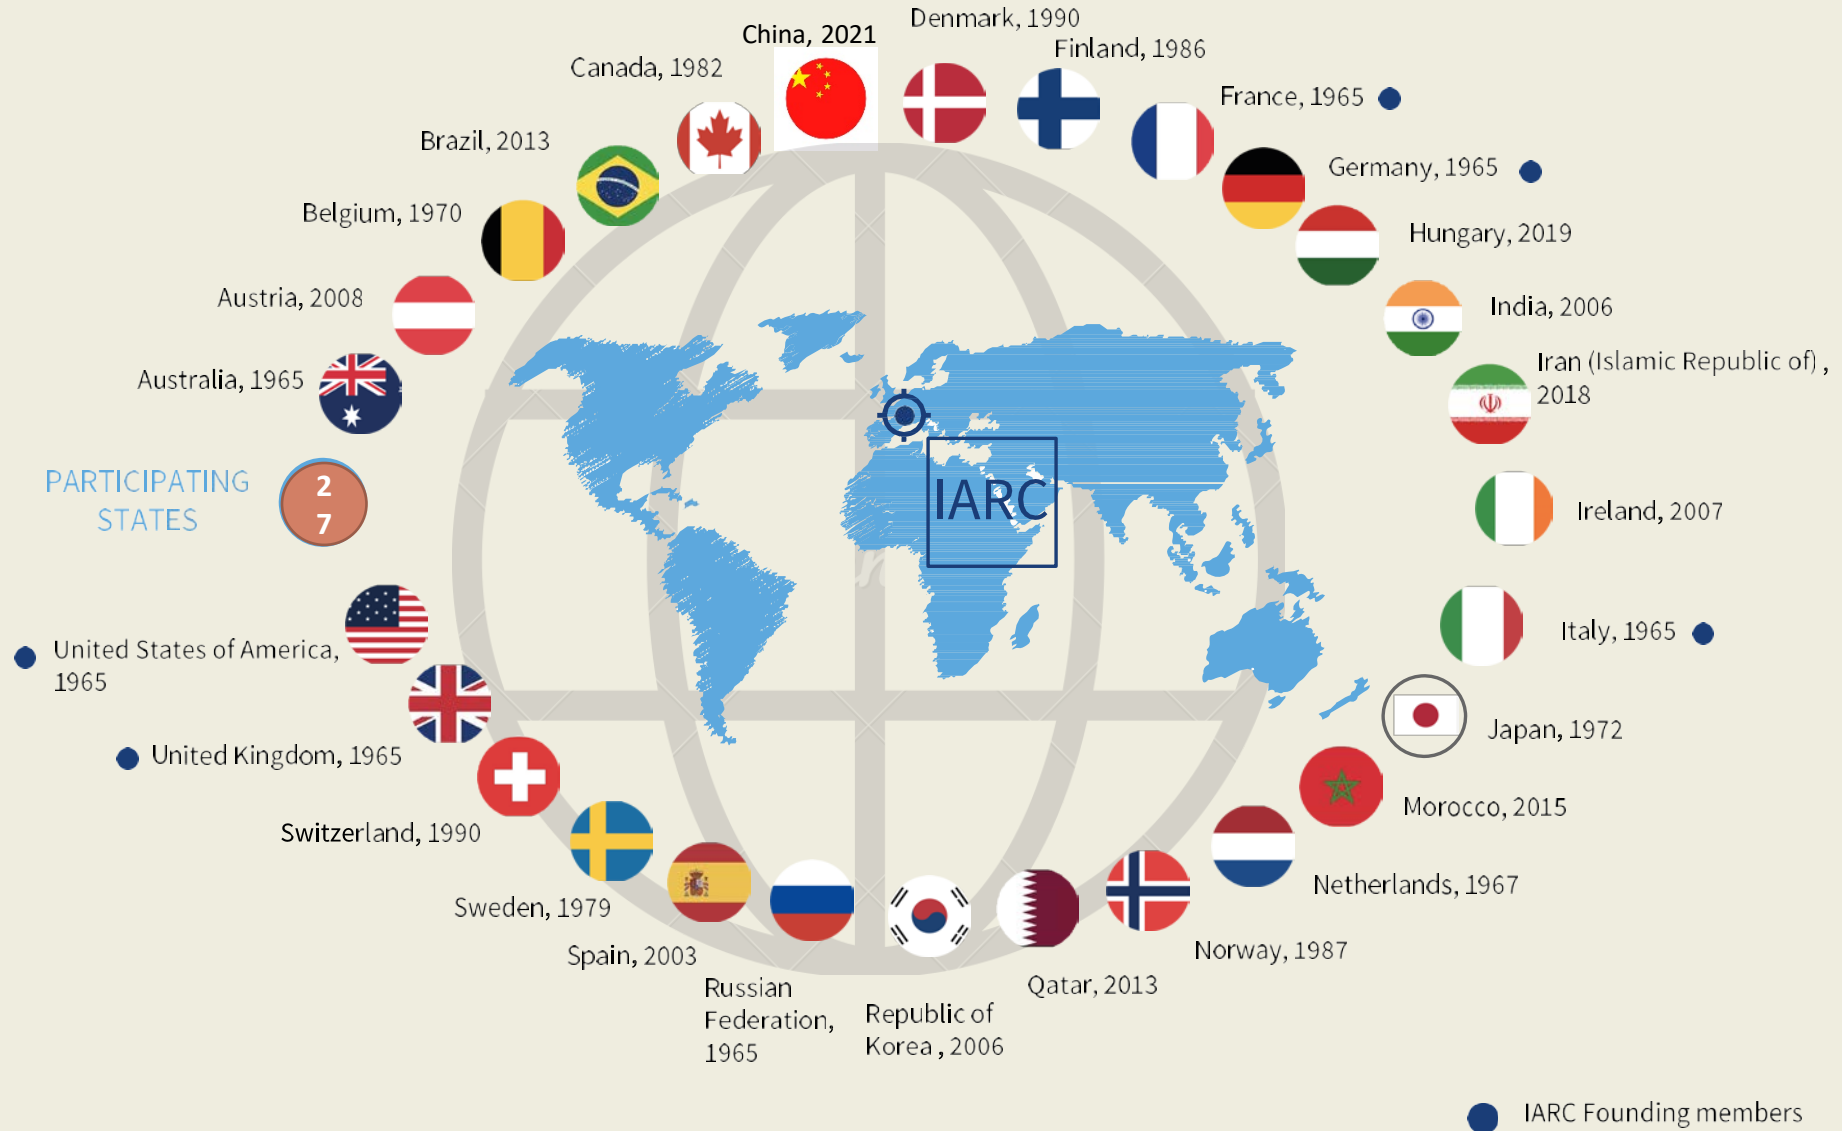 China, 2021
Denmark, 1990
Finland, 1986
Canada, 1982
France, 1965
Brazil, 2013
Germany, 1965
Belgium, 1970
Hungary, 2019
Austria, 2008
India, 2006
Iran (Islamic Republic of) ,
2018
Australia, 1965
PARTICIPATING
STATES
2
7
IARC
Ireland, 2007
Italy, 1965
United States of America,
1965
Japan, 1972
United Kingdom, 1965
Morocco, 2015
Switzerland, 1990
Netherlands, 1967
Sweden, 1979
Norway, 1987
Spain, 2003
Qatar, 2013
Russian
Federation,
1965
Republic of
Korea , 2006
IARC Founding members